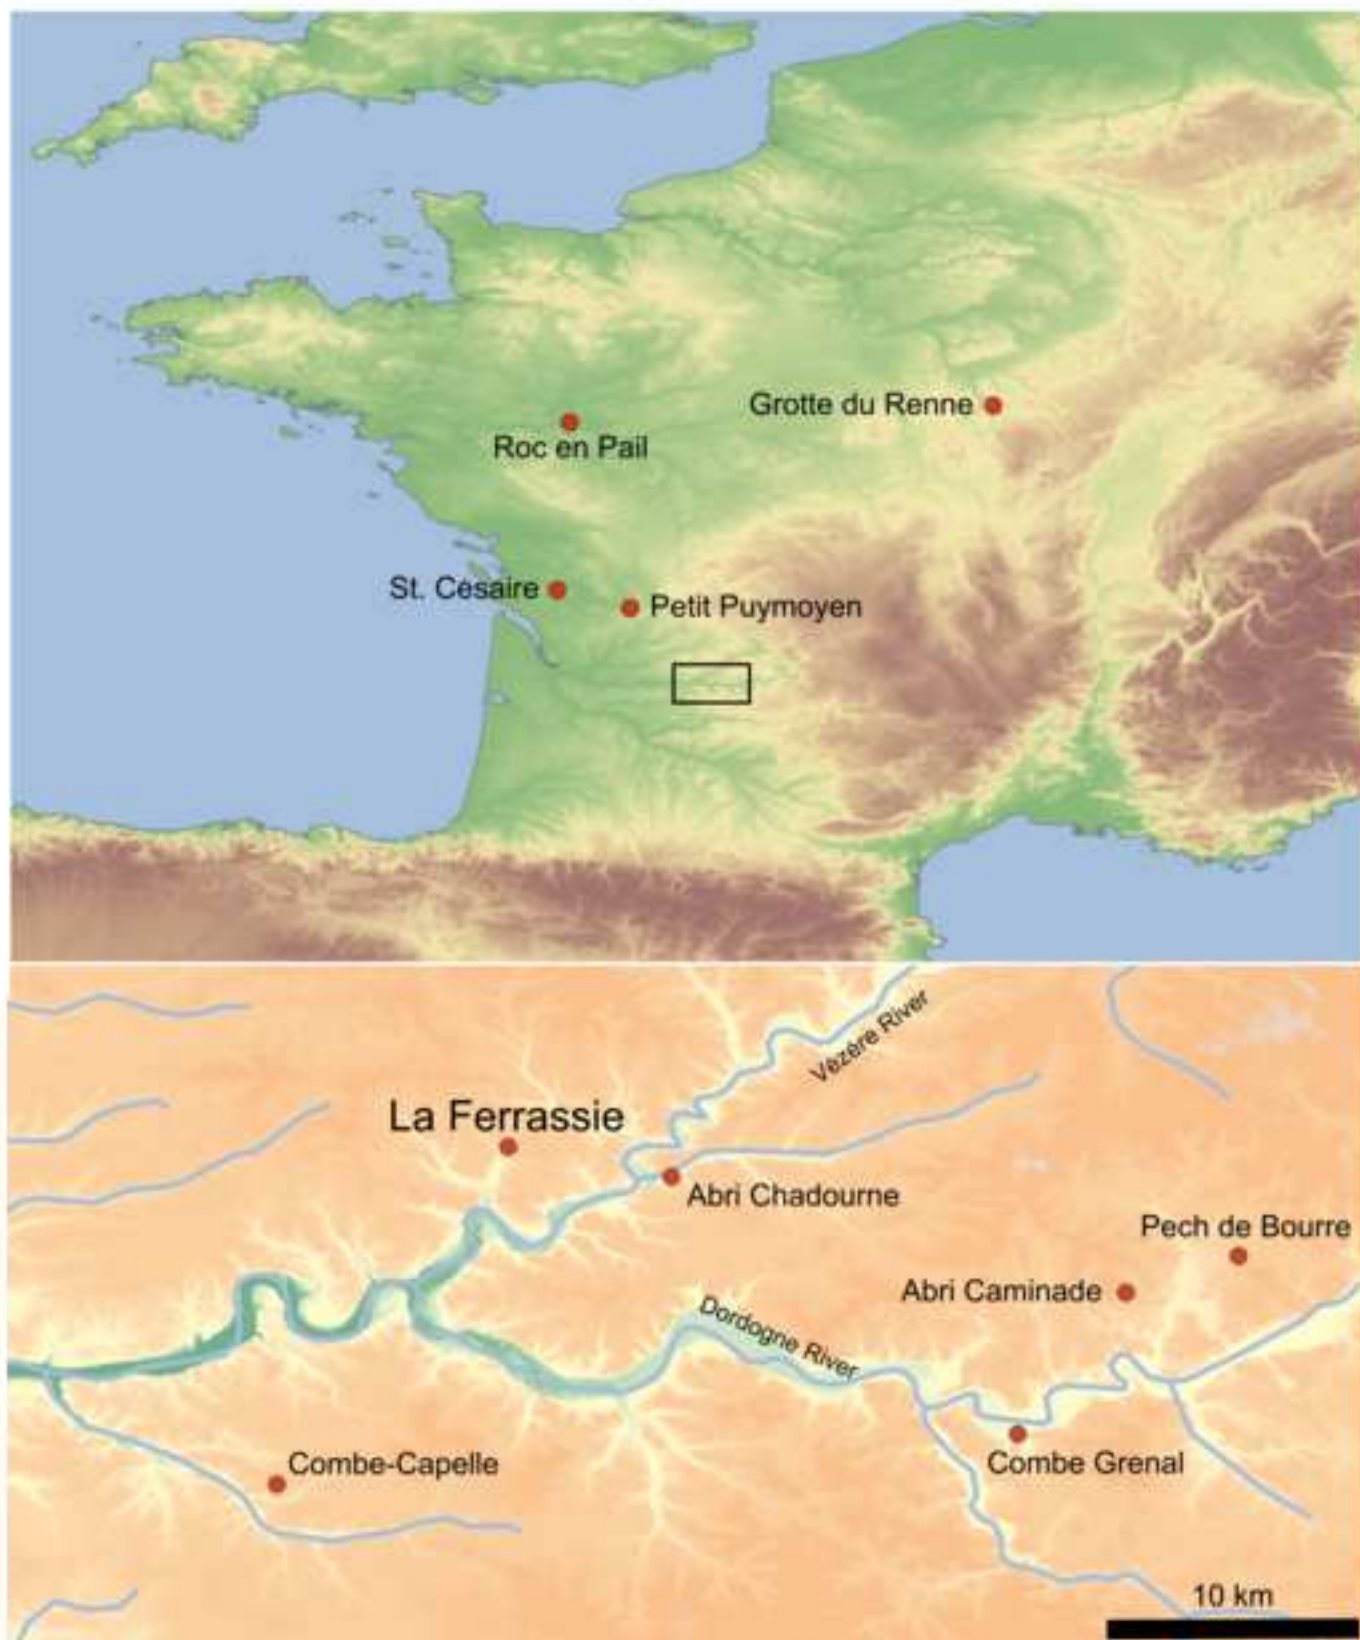 Grotte du Renne
Roc en Pail
St. Césaire
Petit Puymoyen
Vézère River
La Ferrassie
Abri Chadourne
Pech de Bourre
Abri Caminade
Dordogne River
Combe-Capelle
Combe Grenal
10 km